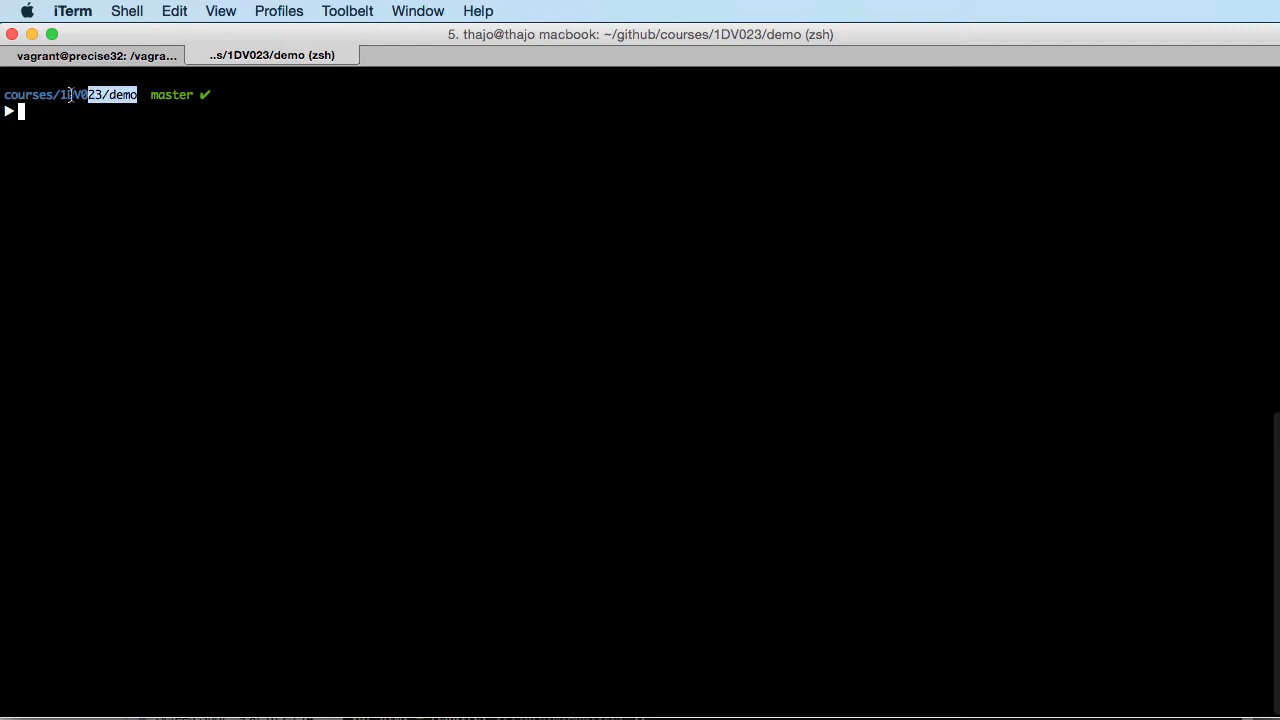 iTerm Shell Edit View Profiles Toolbelt Window Help
5. thajo@thajo macbook: ~/github/courses/1DV023/demo (zsh)
vagrant@precise32: /vagra... ..s/1DV023/demo (zsh)
courses/1DV023/demo master ✔
▶